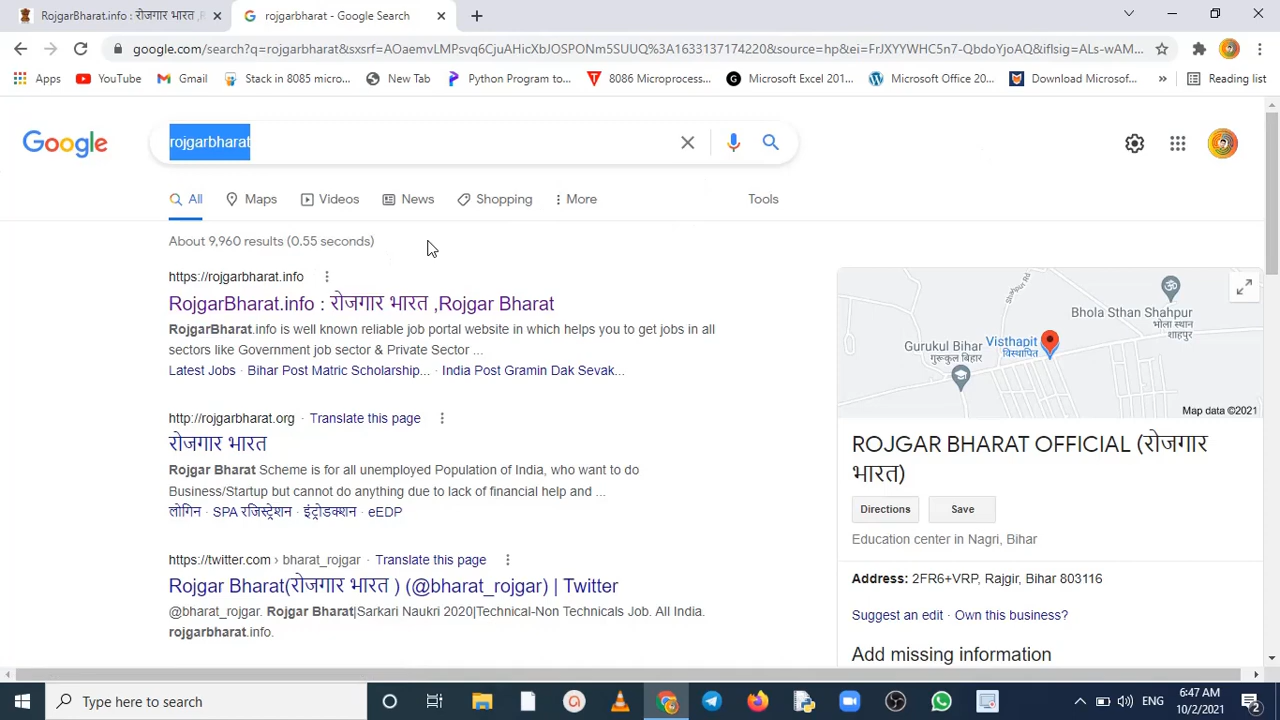 RojgarBharat.info : रोजगार भारत ,R
rojgarbharat - Google Search
google.com/search?q=rojgarbharat&sxsrf=AOaemvLMPsvq6CjuAHicXbJOSPONm5SUUQ%3A1633137174220&source=hp&ei=FrJXYYWHC5n7-QbdoYjoAQ&iflsig=ALs-wAM...
Apps
YouTube
Gmail
Stack in 8085 micro...
New Tab
Python Program to...
8086 Microprocess...
Microsoft Excel 201...
Microsoft Office 20...
Download Microsof...
»
Reading list
Google
rojgarbharat
All
Maps
Videos
News
Shopping
More
Tools
About 9,960 results (0.55 seconds)
https://rojgarbharat.info
RojgarBharat.info : रोजगार भारत ,Rojgar Bharat
RojgarBharat.info is well known reliable job portal website in which helps you to get jobs in all
sectors like Government job sector & Private Sector ...
Latest Jobs · Bihar Post Matric Scholarship... · India Post Gramin Dak Sevak...
http://rojgarbharat.org · Translate this page
रोजगार भारत
Rojgar Bharat Scheme is for all unemployed Population of India, who want to do
Business/Startup but cannot do anything due to lack of financial help and ...
लोगिन · SPA रजिस्ट्रेशन · इंट्रोडक्शन · eEDP
https://twitter.com › bharat_rojgar · Translate this page
Rojgar Bharat(रोजगार भारत ) (@bharat_rojgar) | Twitter
@bharat_rojgar. Rojgar Bharat|Sarkari Naukri 2020|Technical-Non Technicals Job. All India.
rojgarbharat.info.
Shahpur Rd
Bhola Sthan Shahpur
भोला स्थान
शाहपुर
Visthapit
विस्थापित
Gurukul Bihar
गुरूकुल बिहार
Map data ©2021
ROJGAR BHARAT OFFICIAL (रोजगार
भारत)
Directions
Save
Education center in Nagri, Bihar
Address: 2FR6+VRP, Rajgir, Bihar 803116
Suggest an edit · Own this business?
Add missing information
Type here to search
ENG
6:47 AM
10/2/2021
2